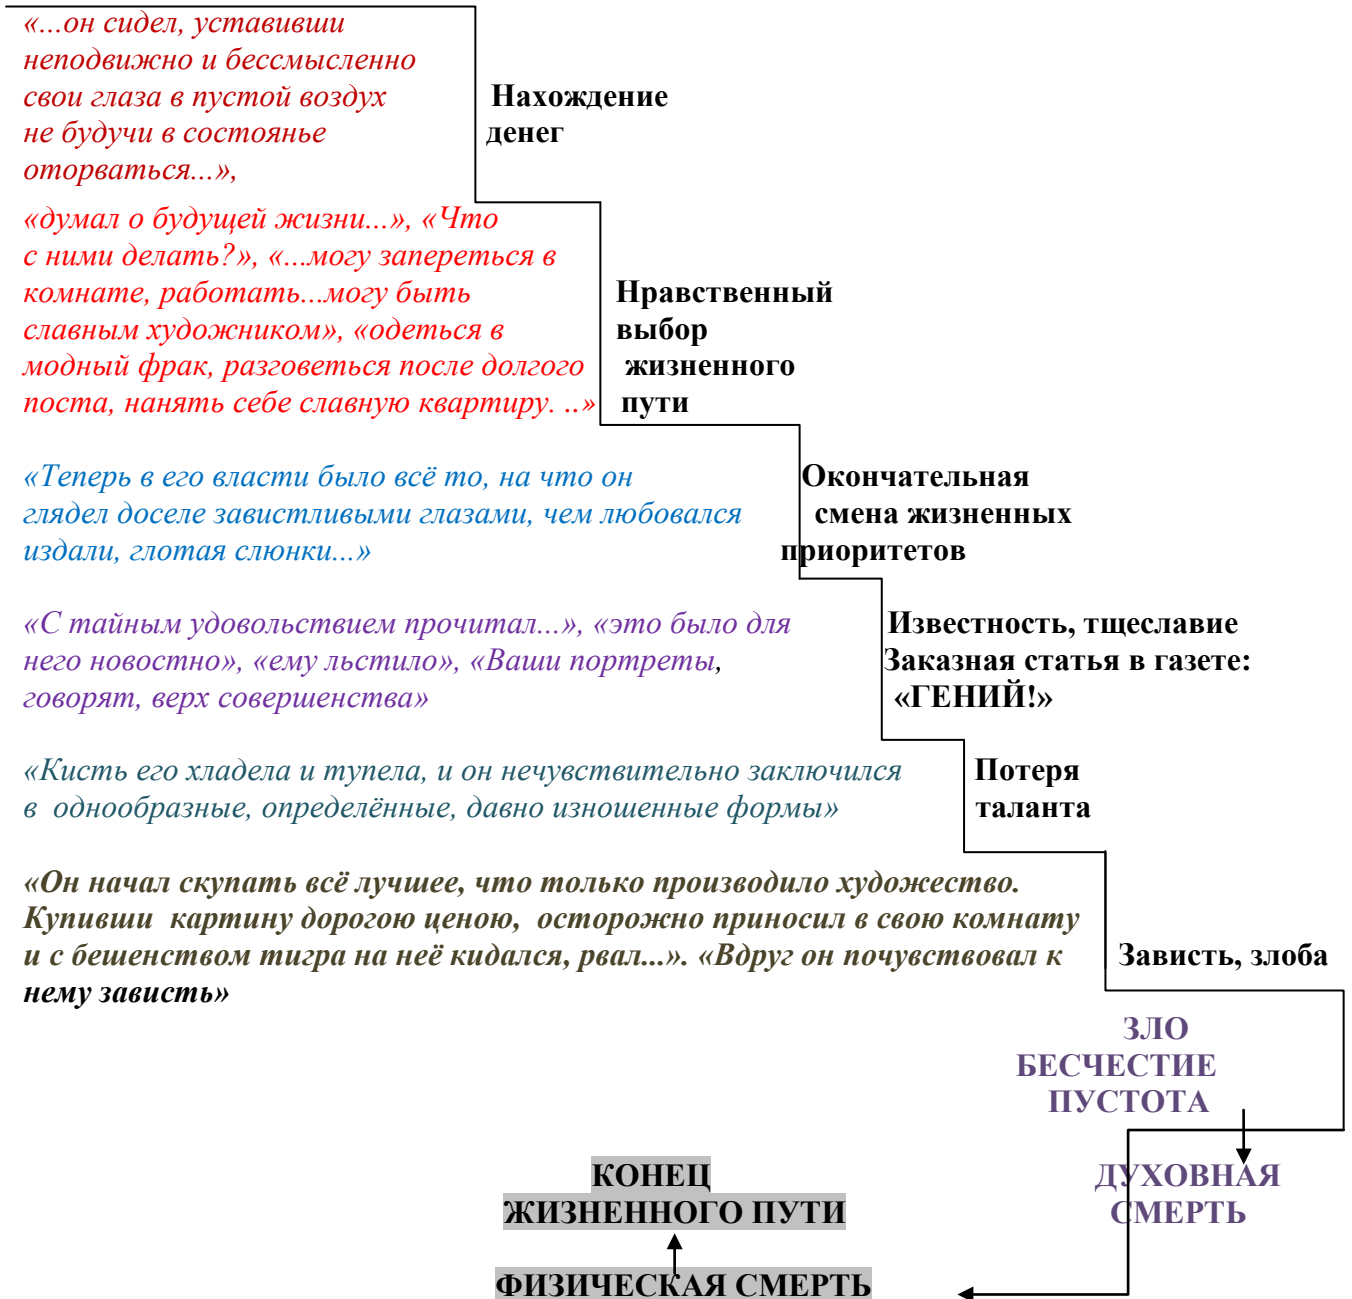 «...он сидел, уставивши
неподвижно и бессмысленно
свои глаза в пустой воздух
не будучи в состоянье
оторваться...»,
Нахождение
денег
«думал о будущей жизни...», «Что
с ними делать?», «...могу запереться в
комнате, работать...могу быть
славным художником», «одеться в
модный фрак, разговеться после долгого
поста, нанять себе славную квартиру. ..»
Нравственный
выбор
жизненного
пути
«Теперь в его власти было всё то, на что он
глядел доселе завистливыми глазами, чем любовался
издали, глотая слюнки...»
Окончательная
смена жизненных
приоритетов
«С тайным удовольствием прочитал...», «это было для
него новостно», «ему льстило», «Ваши портреты,
говорят, верх совершенства»
Известность, тщеславие
Заказная статья в газете:
«ГЕНИЙ!»
«Кисть его хладела и тупела, и он нечувствительно заключился
в однообразные, определённые, давно изношенные формы»
Потеря
таланта
«Он начал скупать всё лучшее, что только производило художество.
Купивши картину дорогою ценою, осторожно приносил в свою комнату
и с бешенством тигра на неё кидался, рвал...». «Вдруг он почувствовал к
нему зависть»
Зависть, злоба
ЗЛО
БЕСЧЕСТИЕ
ПУСТОТА
ДУХОВНАЯ
СМЕРТЬ
КОНЕЦ
ЖИЗНЕННОГО ПУТИ
ФИЗИЧЕСКАЯ СМЕРТЬ